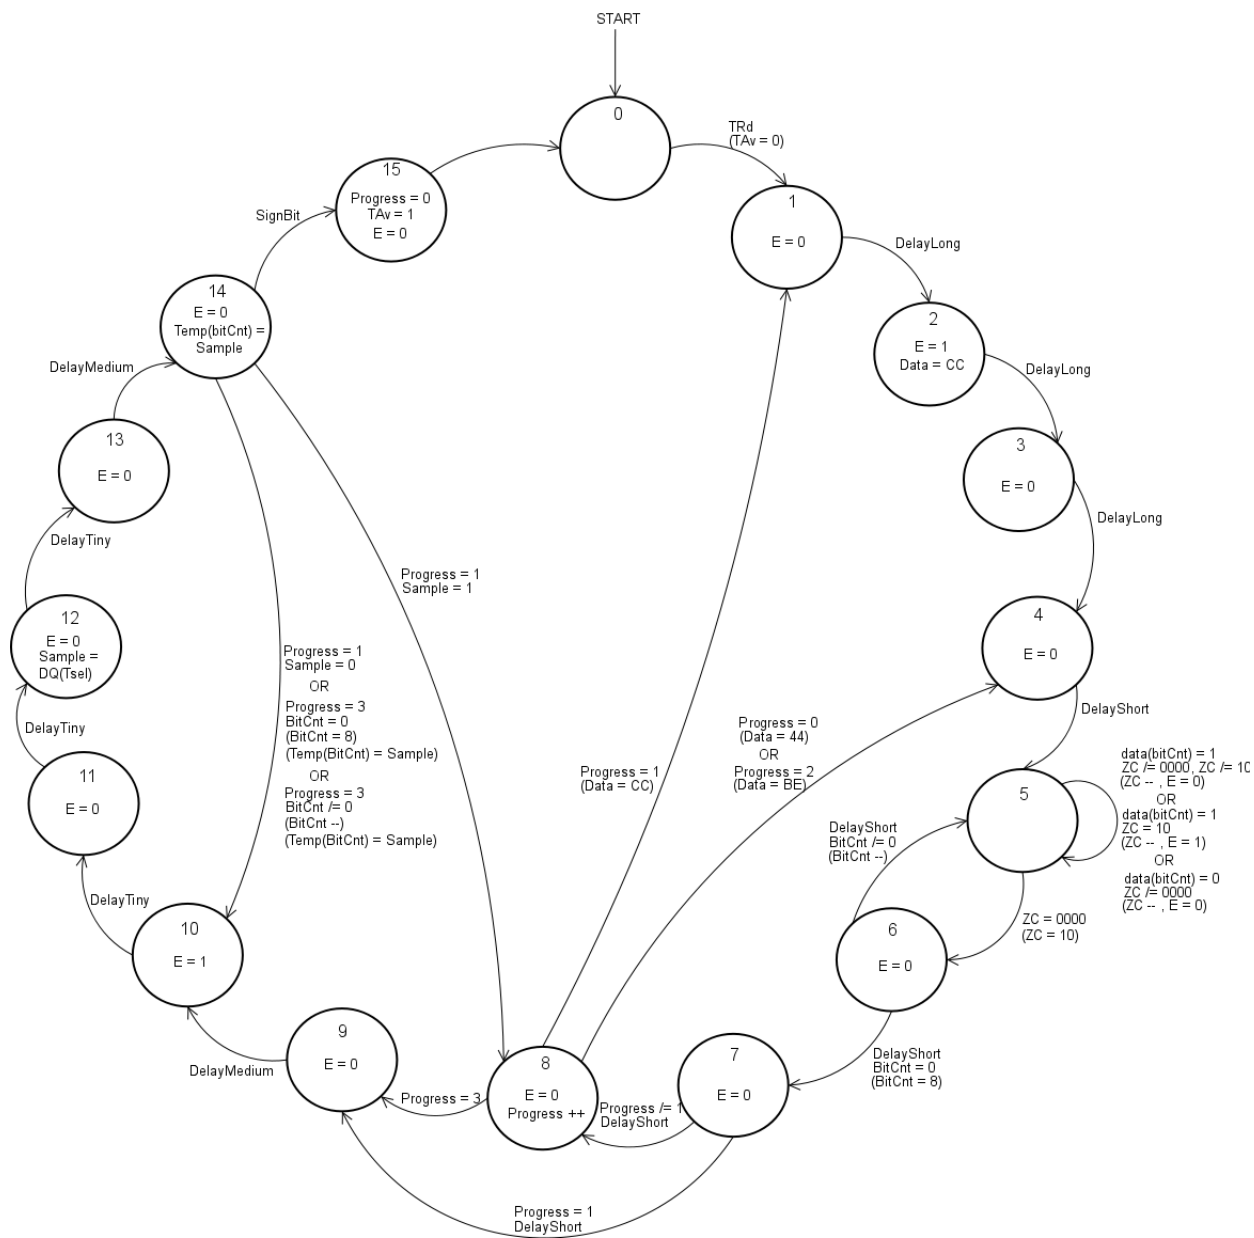 START
0
TRd
(TAv = 0)
15
Progress = 0
TAv = 1
E = 0
1
E = 0
SignBit
DelayLong
14
E = 0
Temp(bitCnt) =
Sample
2
E = 1
Data = CC
DelayMedium
DelayLong
13
E = 0
3
E = 0
DelayLong
DelayTiny
Progress = 1
Sample = 1
12
E = 0
Sample =
DQ(Tsel)
4
E = 0
Progress = 1
Sample = 0
OR
Progress = 3
BitCnt = 0
(BitCnt = 8)
(Temp(BitCnt) = Sample)
OR
Progress = 3
BitCnt /= 0
(BitCnt --)
(Temp(BitCnt) = Sample)
DelayShort
DelayTiny
Progress = 0
(Data = 44)
OR
Progress = 2
(Data = BE)
Progress = 1
(Data = CC)
11
E = 0
5
data(bitCnt) = 1
ZC /= 0000, ZC /= 10
(ZC -- , E = 0)
OR
data(bitCnt) = 1
ZC = 10
(ZC -- , E = 1)
OR
data(bitCnt) = 0
ZC /= 0000
(ZC -- , E = 0)
DelayShort
BitCnt /= 0
(BitCnt --)
DelayTiny
ZC = 0000
(ZC = 10)
10
E = 1
6
E = 0
9
E = 0
DelayMedium
8
E = 0
Progress ++
7
E = 0
DelayShort
BitCnt = 0
(BitCnt = 8)
Progress = 3
Progress /= 1
DelayShort
Progress = 1
DelayShort